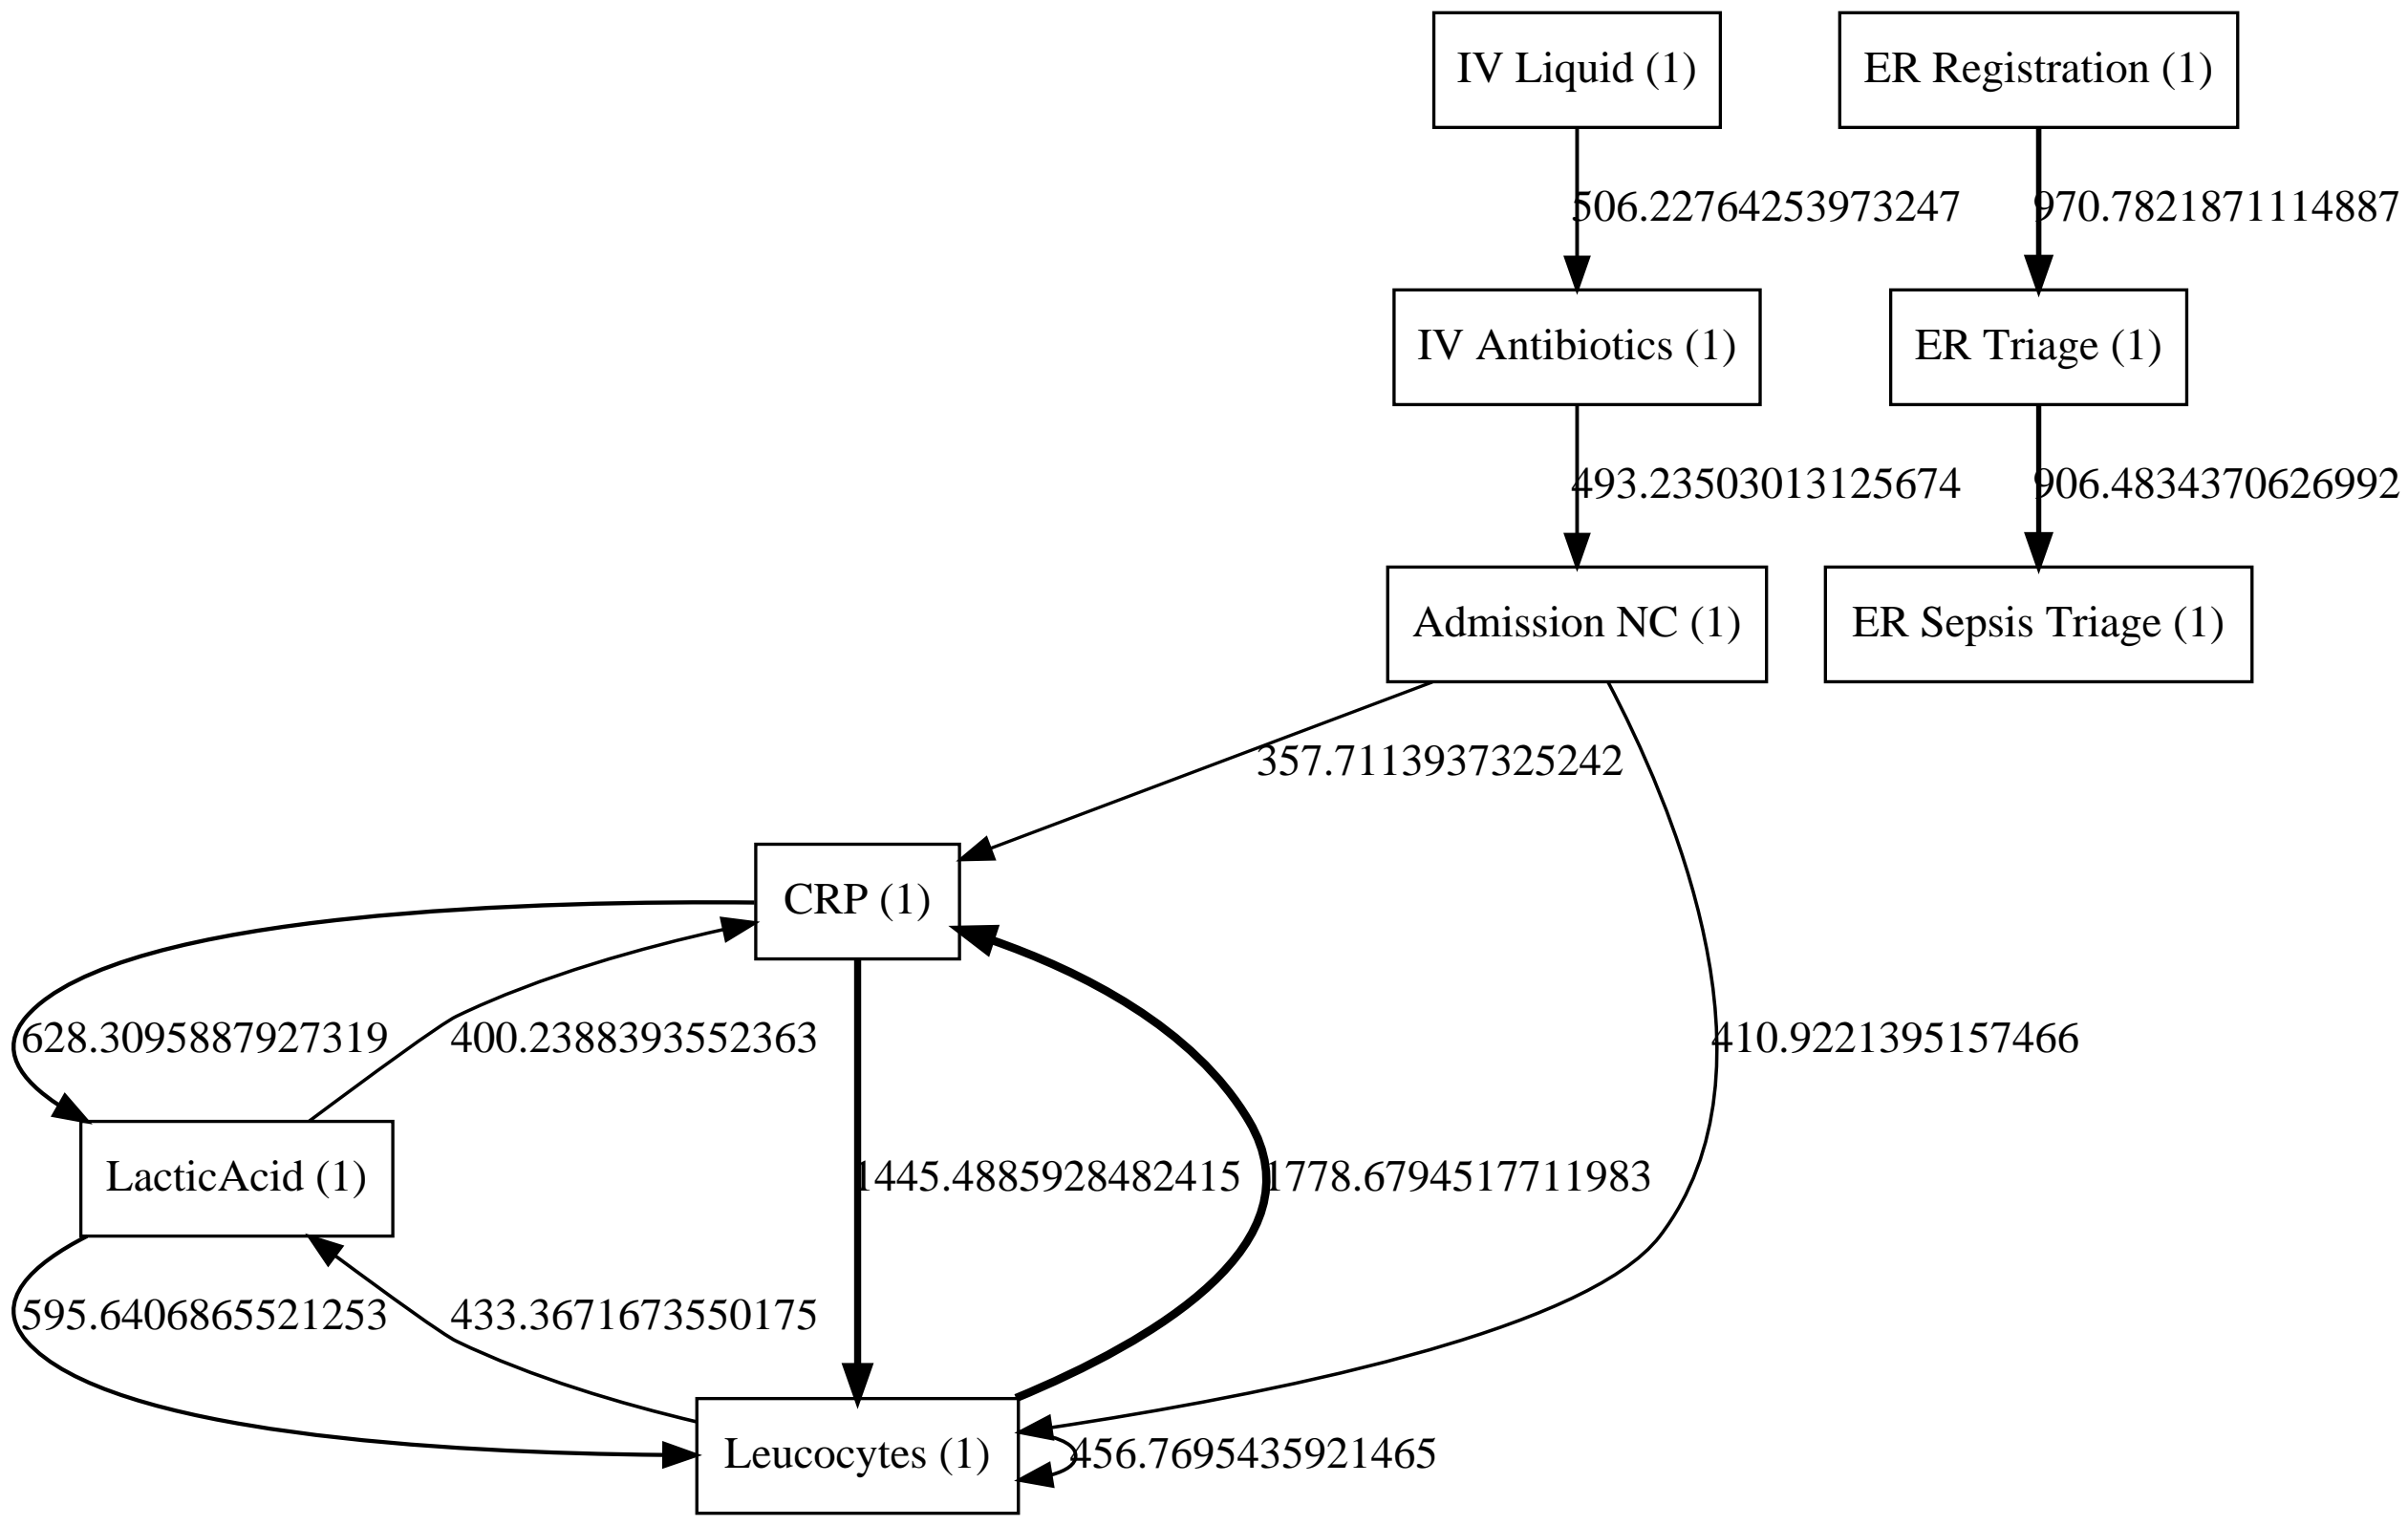 IV Liquid (1)
ER Registration (1)
506.22764253973247
970.7821871114887
IV Antibiotics (1)
ER Triage (1)
493.23503013125674
906.4834370626992
Admission NC (1)
ER Sepsis Triage (1)
357.7113937325242
CRP (1)
628.3095887927319
400.2388393552363
410.9221395157466
LacticAcid (1)
1445.4885928482415
1778.6794517711983
595.6406865521253
433.3671673550175
Leucocytes (1)
456.7695435921465